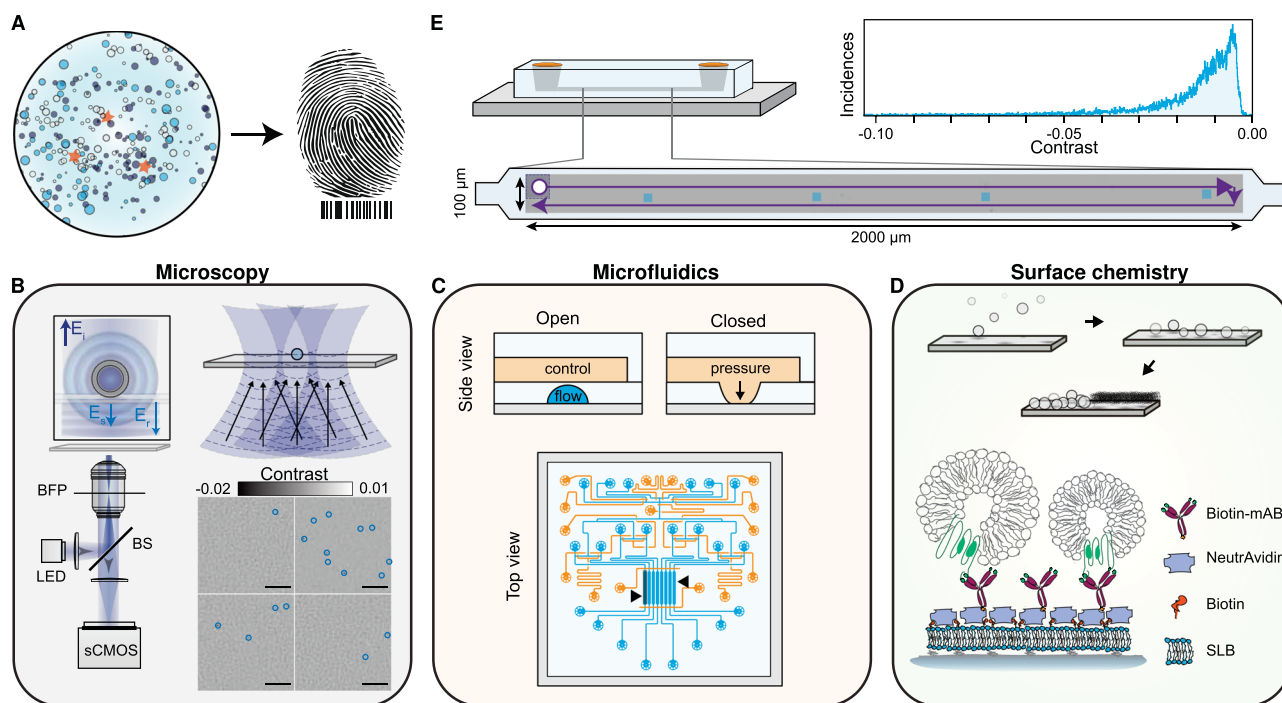 A
E
Incidences
-0.10
-0.05
0.00
Contrast
100 µm
2000 µm
Microscopy
B
E i
E s
E r
BFP
BS
LED
sCMOS
Contrast
-0.02
0.01
Microfluidics
C
Open
Closed
Side view
control
pressure
flow
Top view
Surface chemistry
D
Biotin-mAB
NeutrAvidin
Biotin
SLB